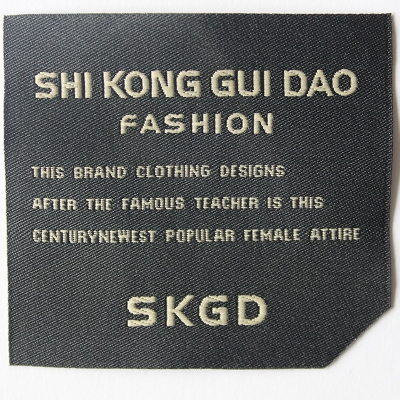 SHI KONG GUI DAO
FASHION
THIS BRAND CLOTHING DESIGNS
AFTER THE FAMOUS TEACHER IS THIS
CENTURYNEWEST POPULAR FEMALE ATTIRE
SKGD